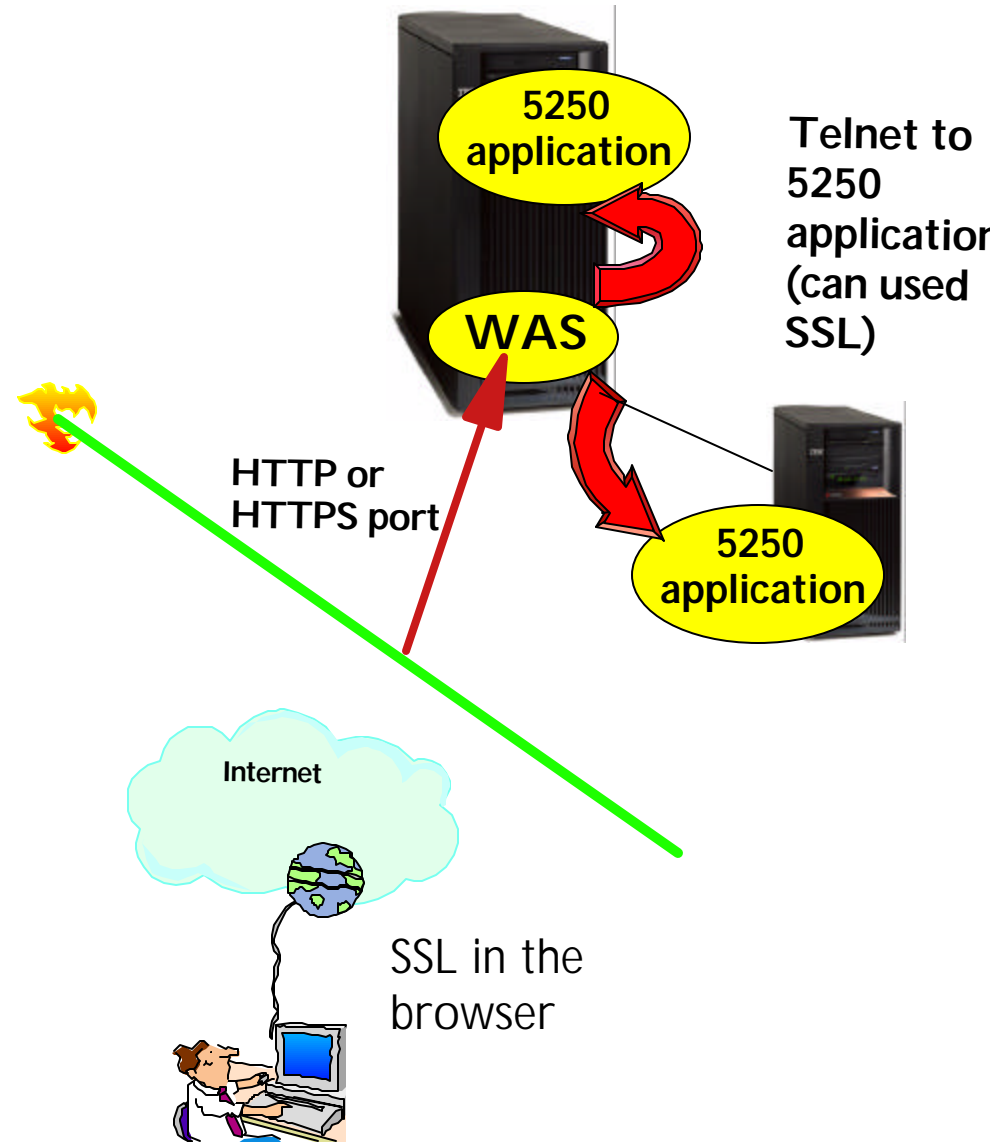 5250
application
Telnet to
5250
application
(can used
SSL)
WAS
HTTP or
HTTPS port
5250
application
Internet
SSL in the
browser